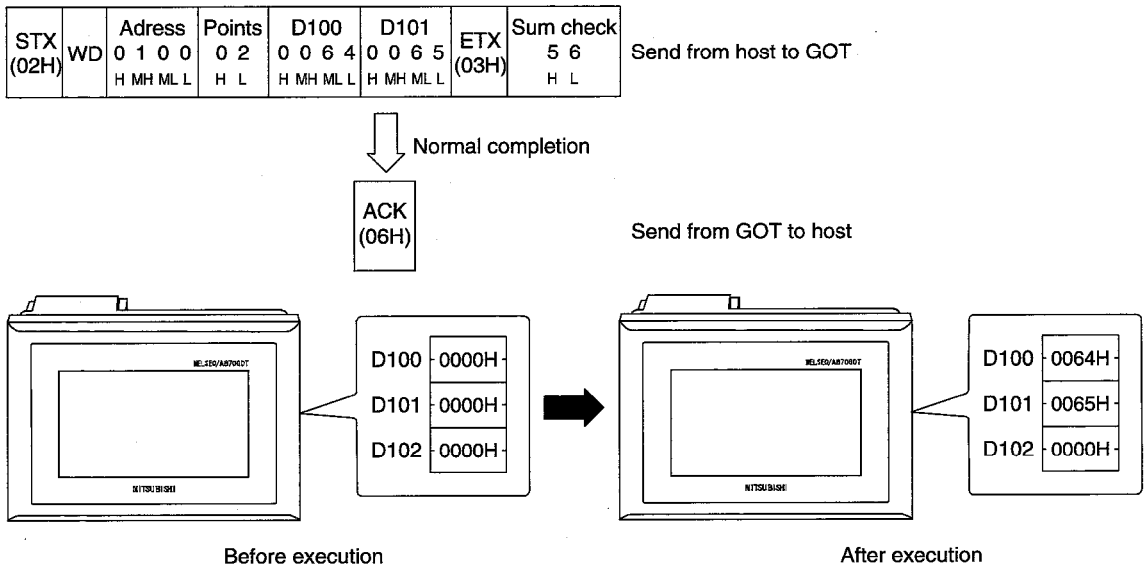 STX (02H) WD Adress 0 1 0 0 H MH ML L Points 0 2 H L D100 0 0 6 4 H MH ML L D101 0 0 6 5 H MH ML L ETX (03H) Sum check 5 6 H L
Send from host to GOT
Normal completion
ACK
(06H)
Send from GOT to host
D100 0000H
D101 0000H
D102 0000H
MITSUBISHI
Before execution
D100 0064H
D101 0065H
D102 0000H
MITSUBISHI
After execution